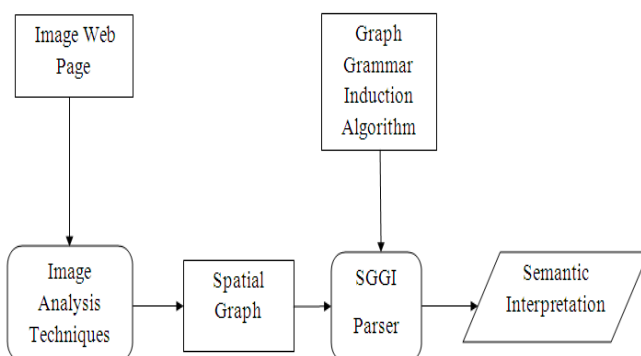 Image Web
Page
Graph
Grammar
Induction
Algorithm
Image
Analysis
Techniques
Spatial
Graph
SGGI
Parser
Semantic
Interpretation